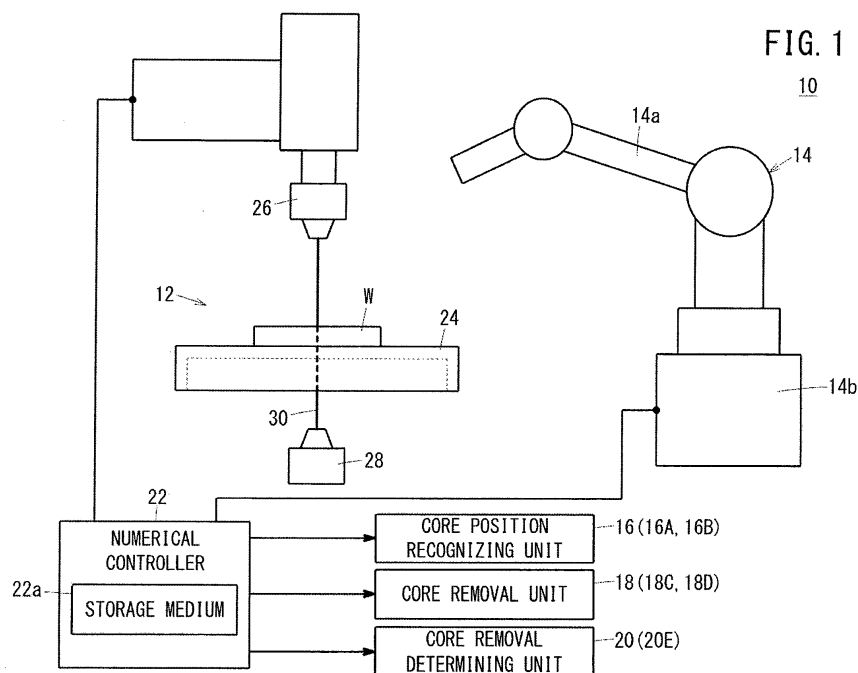 FIG. 1
10
14a
14
26
12
W
24
30
28
14b
22
NUMERICAL
CONTROLLER
22a
STORAGE MEDIUM
CORE POSITION
RECOGNIZING UNIT
16 (16A, 16B)
CORE REMOVAL UNIT
18 (18C, 18D)
CORE REMOVAL
DETERMINING UNIT
20 (20E)